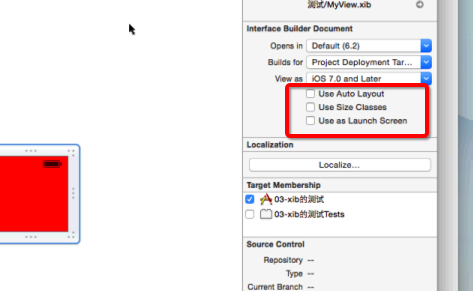 测试/MyView.xib
Interface Builder Document
Opens in Default (6.2)
Builds for Project Deployment Tar...
View as iOS 7.0 and Later
Use Auto Layout
Use Size Classes
Use as Launch Screen
Localization
Localize...
Target Membership
03-xib的测试
03-xib的测试Tests
Source Control
Repository --
Type --
Current Branch --